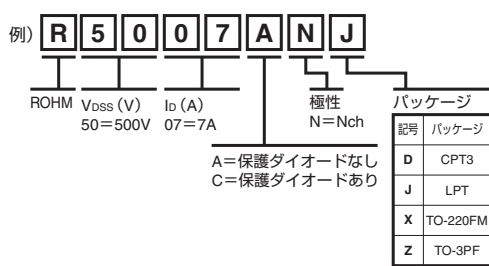 例) R 5 0 0 7 A N J
ROHM
VDSS (V)
50=500V
ID (A)
07=7A
極性
N=Nch
パッケージ
A=保護ダイオードなし
C=保護ダイオードあり
記号 パッケージ
D CPT3
J LPT
X TO-220FM
Z TO-3PF